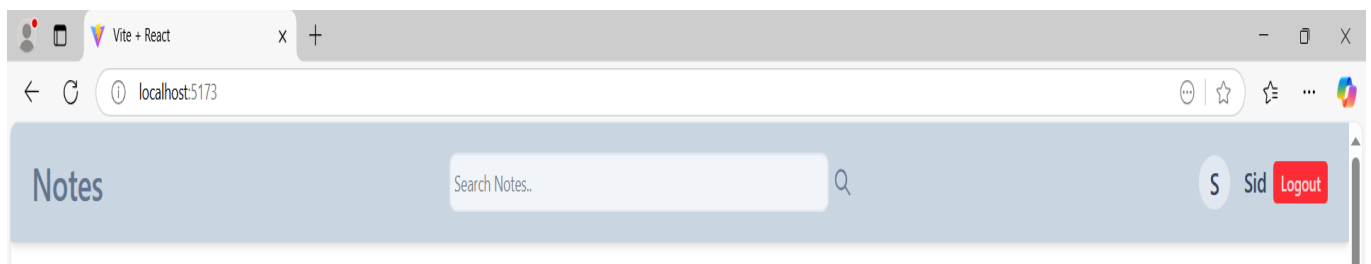 Vite + React
localhost:5173
Notes
Search Notes..
S Sid Logout